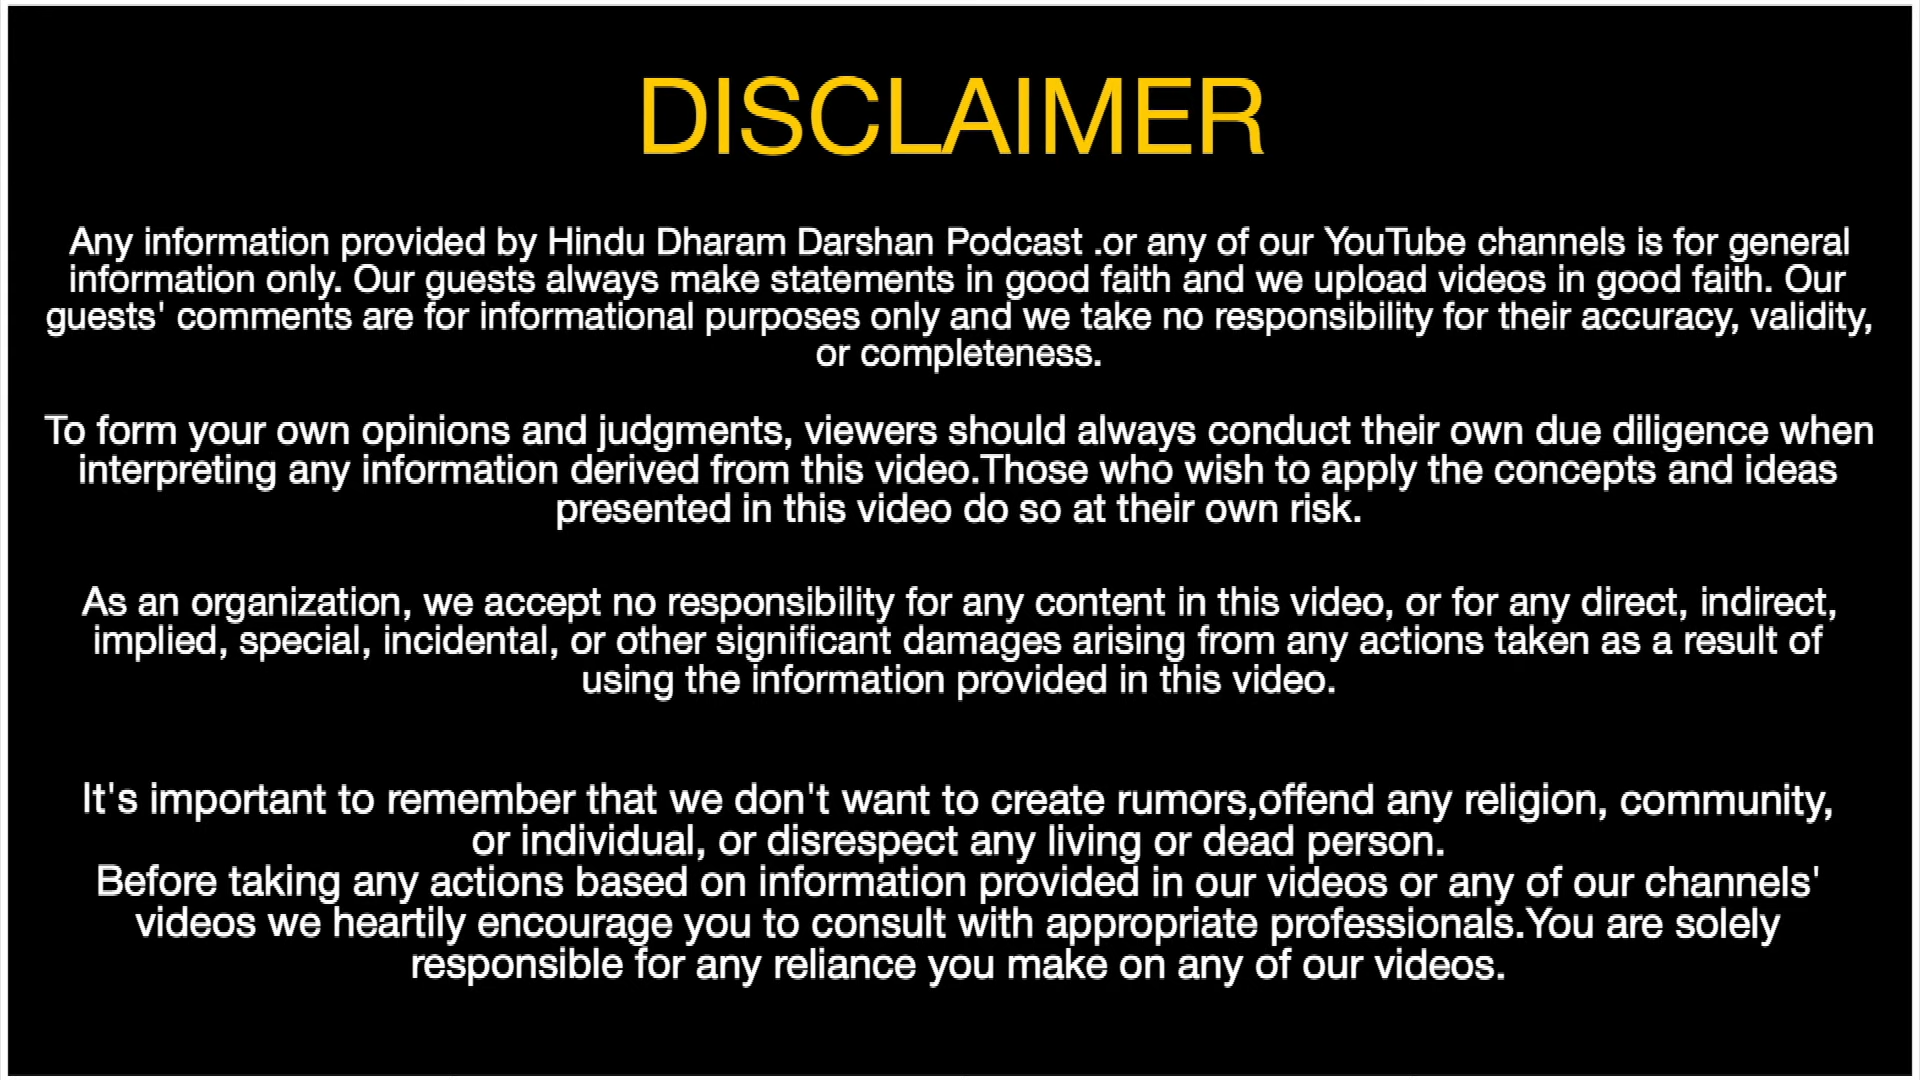 DISCLAIMER
Any information provided by Hindu Dharam Darshan Podcast .or any of our YouTube channels is for general
information only. Our guests always make statements in good faith and we upload videos in good faith. Our
guests' comments are for informational purposes only and we take no responsibility for their accuracy, validity,
or completeness.
To form your own opinions and judgments, viewers should always conduct their own due diligence when
interpreting any information derived from this video.Those who wish to apply the concepts and ideas
presented in this video do so at their own risk.
As an organization, we accept no responsibility for any content in this video, or for any direct, indirect,
implied, special, incidental, or other significant damages arising from any actions taken as a result of
using the information provided in this video.
It's important to remember that we don't want to create rumors,offend any religion, community,
or individual, or disrespect any living or dead person.
Before taking any actions based on information provided in our videos or any of our channels'
videos we heartily encourage you to consult with appropriate professionals.You are solely
responsible for any reliance you make on any of our videos.